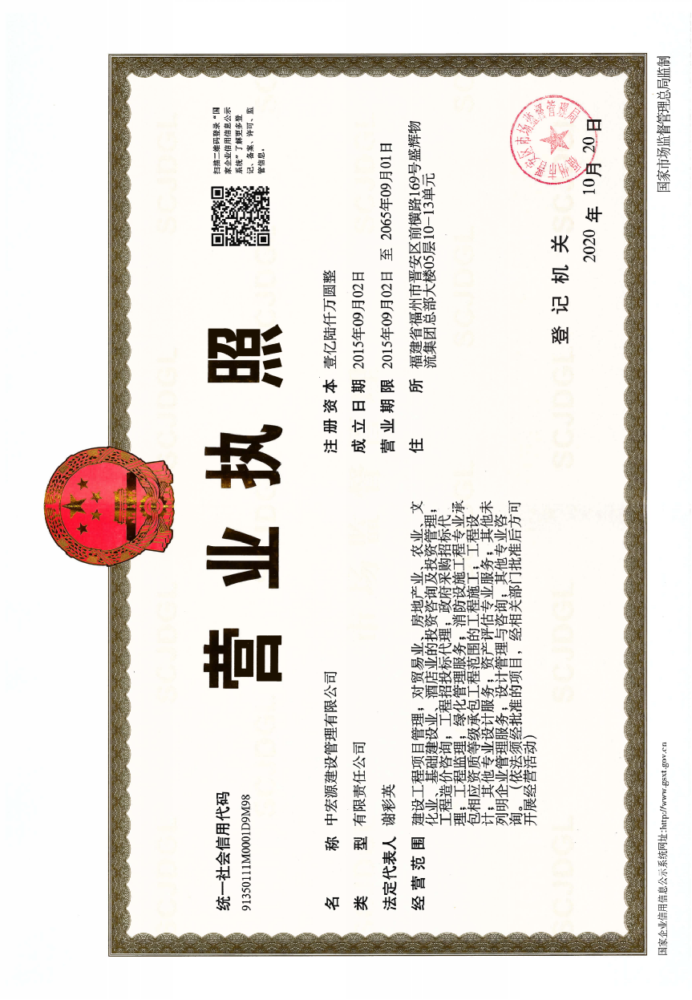 营业执照
统一社会信用代码
91350111M0001D9M98
扫描二维码登录“国
家企业信用信息公示
系统”了解更多登
记、备案、许可、监
管信息。
名称 中宏源建设管理有限公司
类型 有限责任公司
法定代表人 谢彩英
经营范围 建设工程项目管理；对贸易业、房地产业、农业、文
化业、基础建设业、酒店业的投资咨询及投资管理；
工程造价咨询；工程招投标代理；政府采购招标代
理；工程监理；绿化管理服务；消防设施工程专业承
包相应资质等级承包工程范围的工程施工；工程设
计；其他专业设计服务；资产评估专业服务；其他未
列明企业管理服务；设计管理与咨询；其他专业咨
询。（依法须经批准的项目，经相关部门批准后方可
开展经营活动）
注册资本 壹亿陆仟万圆整
成立日期 2015年09月02日
营业期限 2015年09月02日 至 2065年09月01日
住所 福建省福州市晋安区前横路169号盛辉物
流集团总部大楼05层10-13单元
登记机关
福州市晋安区市场监督管理局
2020 年 10 月 20 日
国家企业信用信息公示系统网址:http://www.gsxt.gov.cn
国家市场监督管理总局监制
SCJDGL